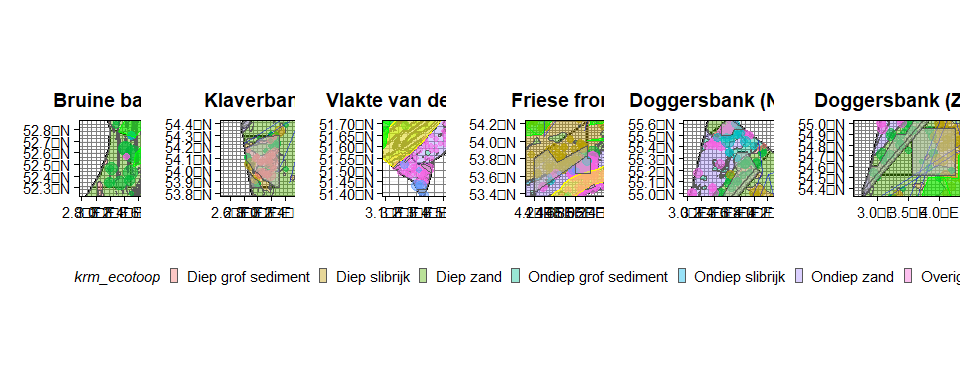 Bruine ba
Klaverban
Vlakte van de
Friese fron
Doggersbank (N
Doggersbank (Z
52.8□N
52.7□N
52.6□N
52.5□N
52.4□N
52.3□N
54.4□N
54.3□N
54.2□N
54.1□N
54.0□N
53.9□N
53.8□N
51.70□N
51.65□N
51.60□N
51.55□N
51.50□N
51.45□N
51.40□N
54.2□N
54.0□N
53.8□N
53.6□N
53.4□N
55.6□N
55.5□N
55.4□N
55.3□N
55.2□N
55.1□N
55.0□N
55.0□N
54.9□N
54.8□N
54.7□N
54.6□N
54.5□N
54.4□N
3.0□E
3.5□E
4.0□E
krm_ecotoop
Diep grof sediment
Diep slibrijk
Diep zand
Ondiep grof sediment
Ondiep slibrijk
Ondiep zand
Overig